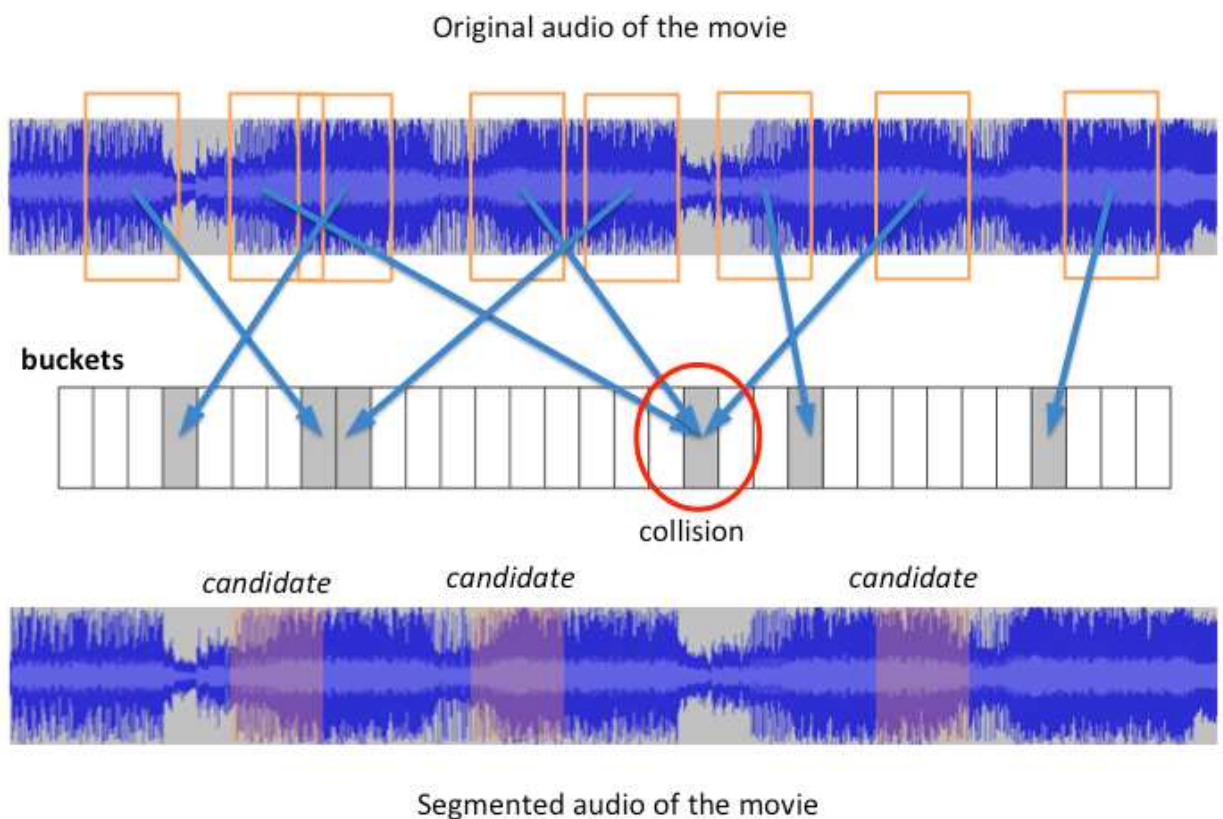 Original audio of the movie
buckets
collision
candidate
candidate
candidate
Segmented audio of the movie